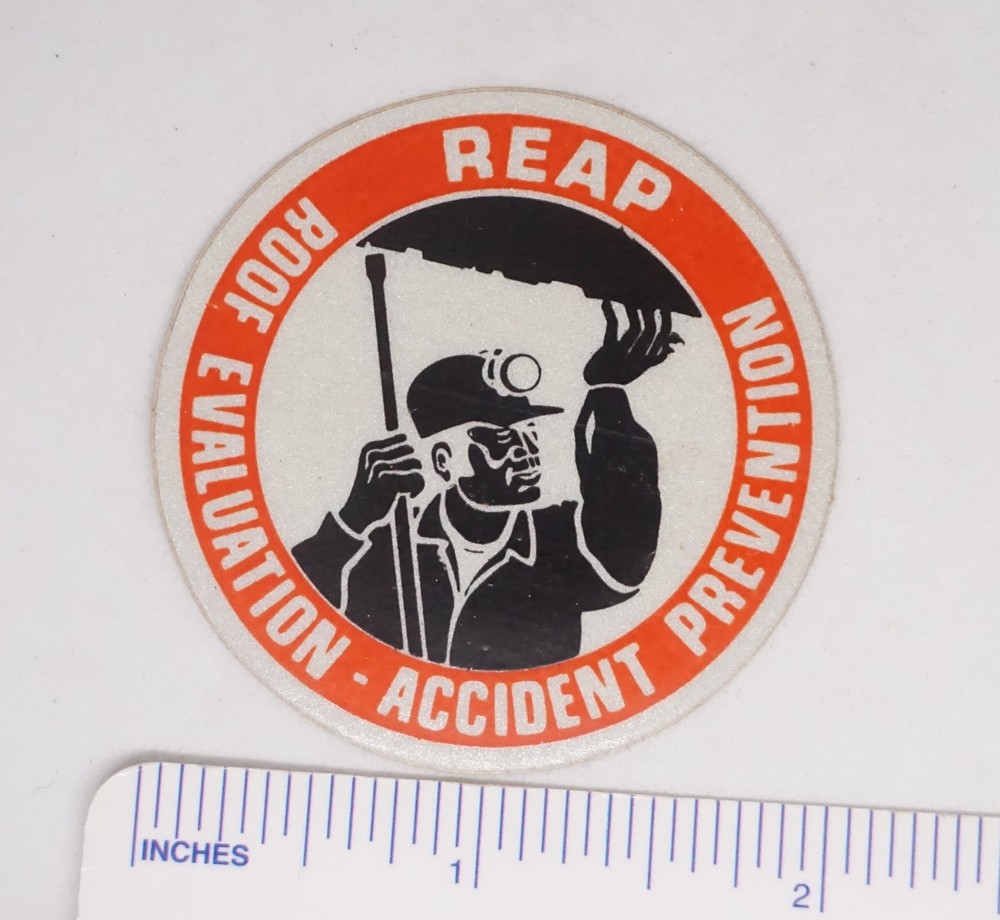 REAP
ROOF EVALUATION - ACCIDENT PREVENTION
INCHES
1
2